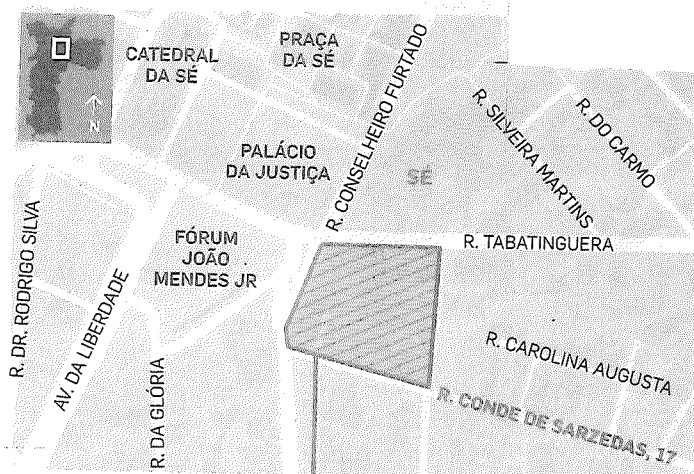 CATEDRAL
DA SÉ
PRAÇA
DA SÉ
R. CONSELHEIRO FURTADO
R. SILVEIRA MARTINS
R. DO CARMO
PALÁCIO
DA JUSTIÇA
SÉ
R. DR. RODRIGO SILVA
AV. DA LIBERDADE
FÓRUM
JOÃO
MENDES JR
R. TABATINGUERA
R. DA GLÓRIA
R. CAROLINA AUGUSTA
R. CONDE DE SARZEDAS, 17
N